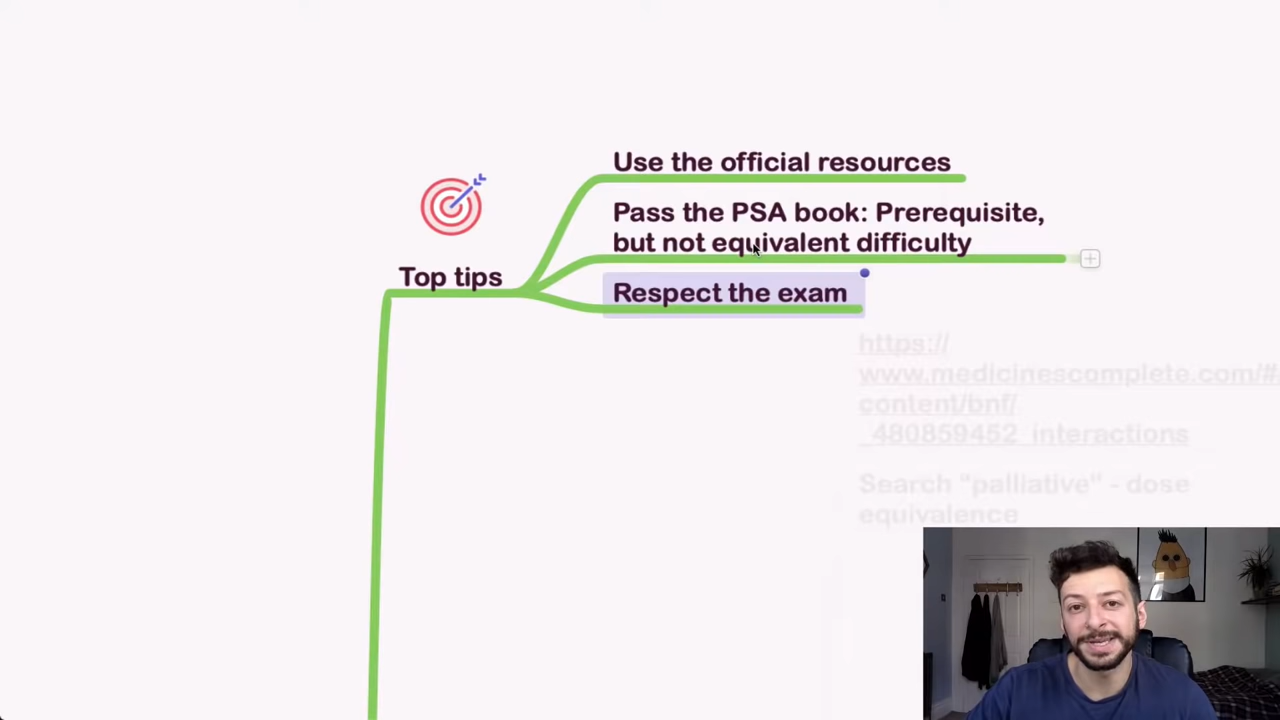 Use the official resources
Pass the PSA book: Prerequisite,
but not equivalent difficulty
Top tips
Respect the exam
https://
www.medicinescomplete.com/#
content/bnf/
_480859452_interactions
Search "palliative" - dose
equivalence